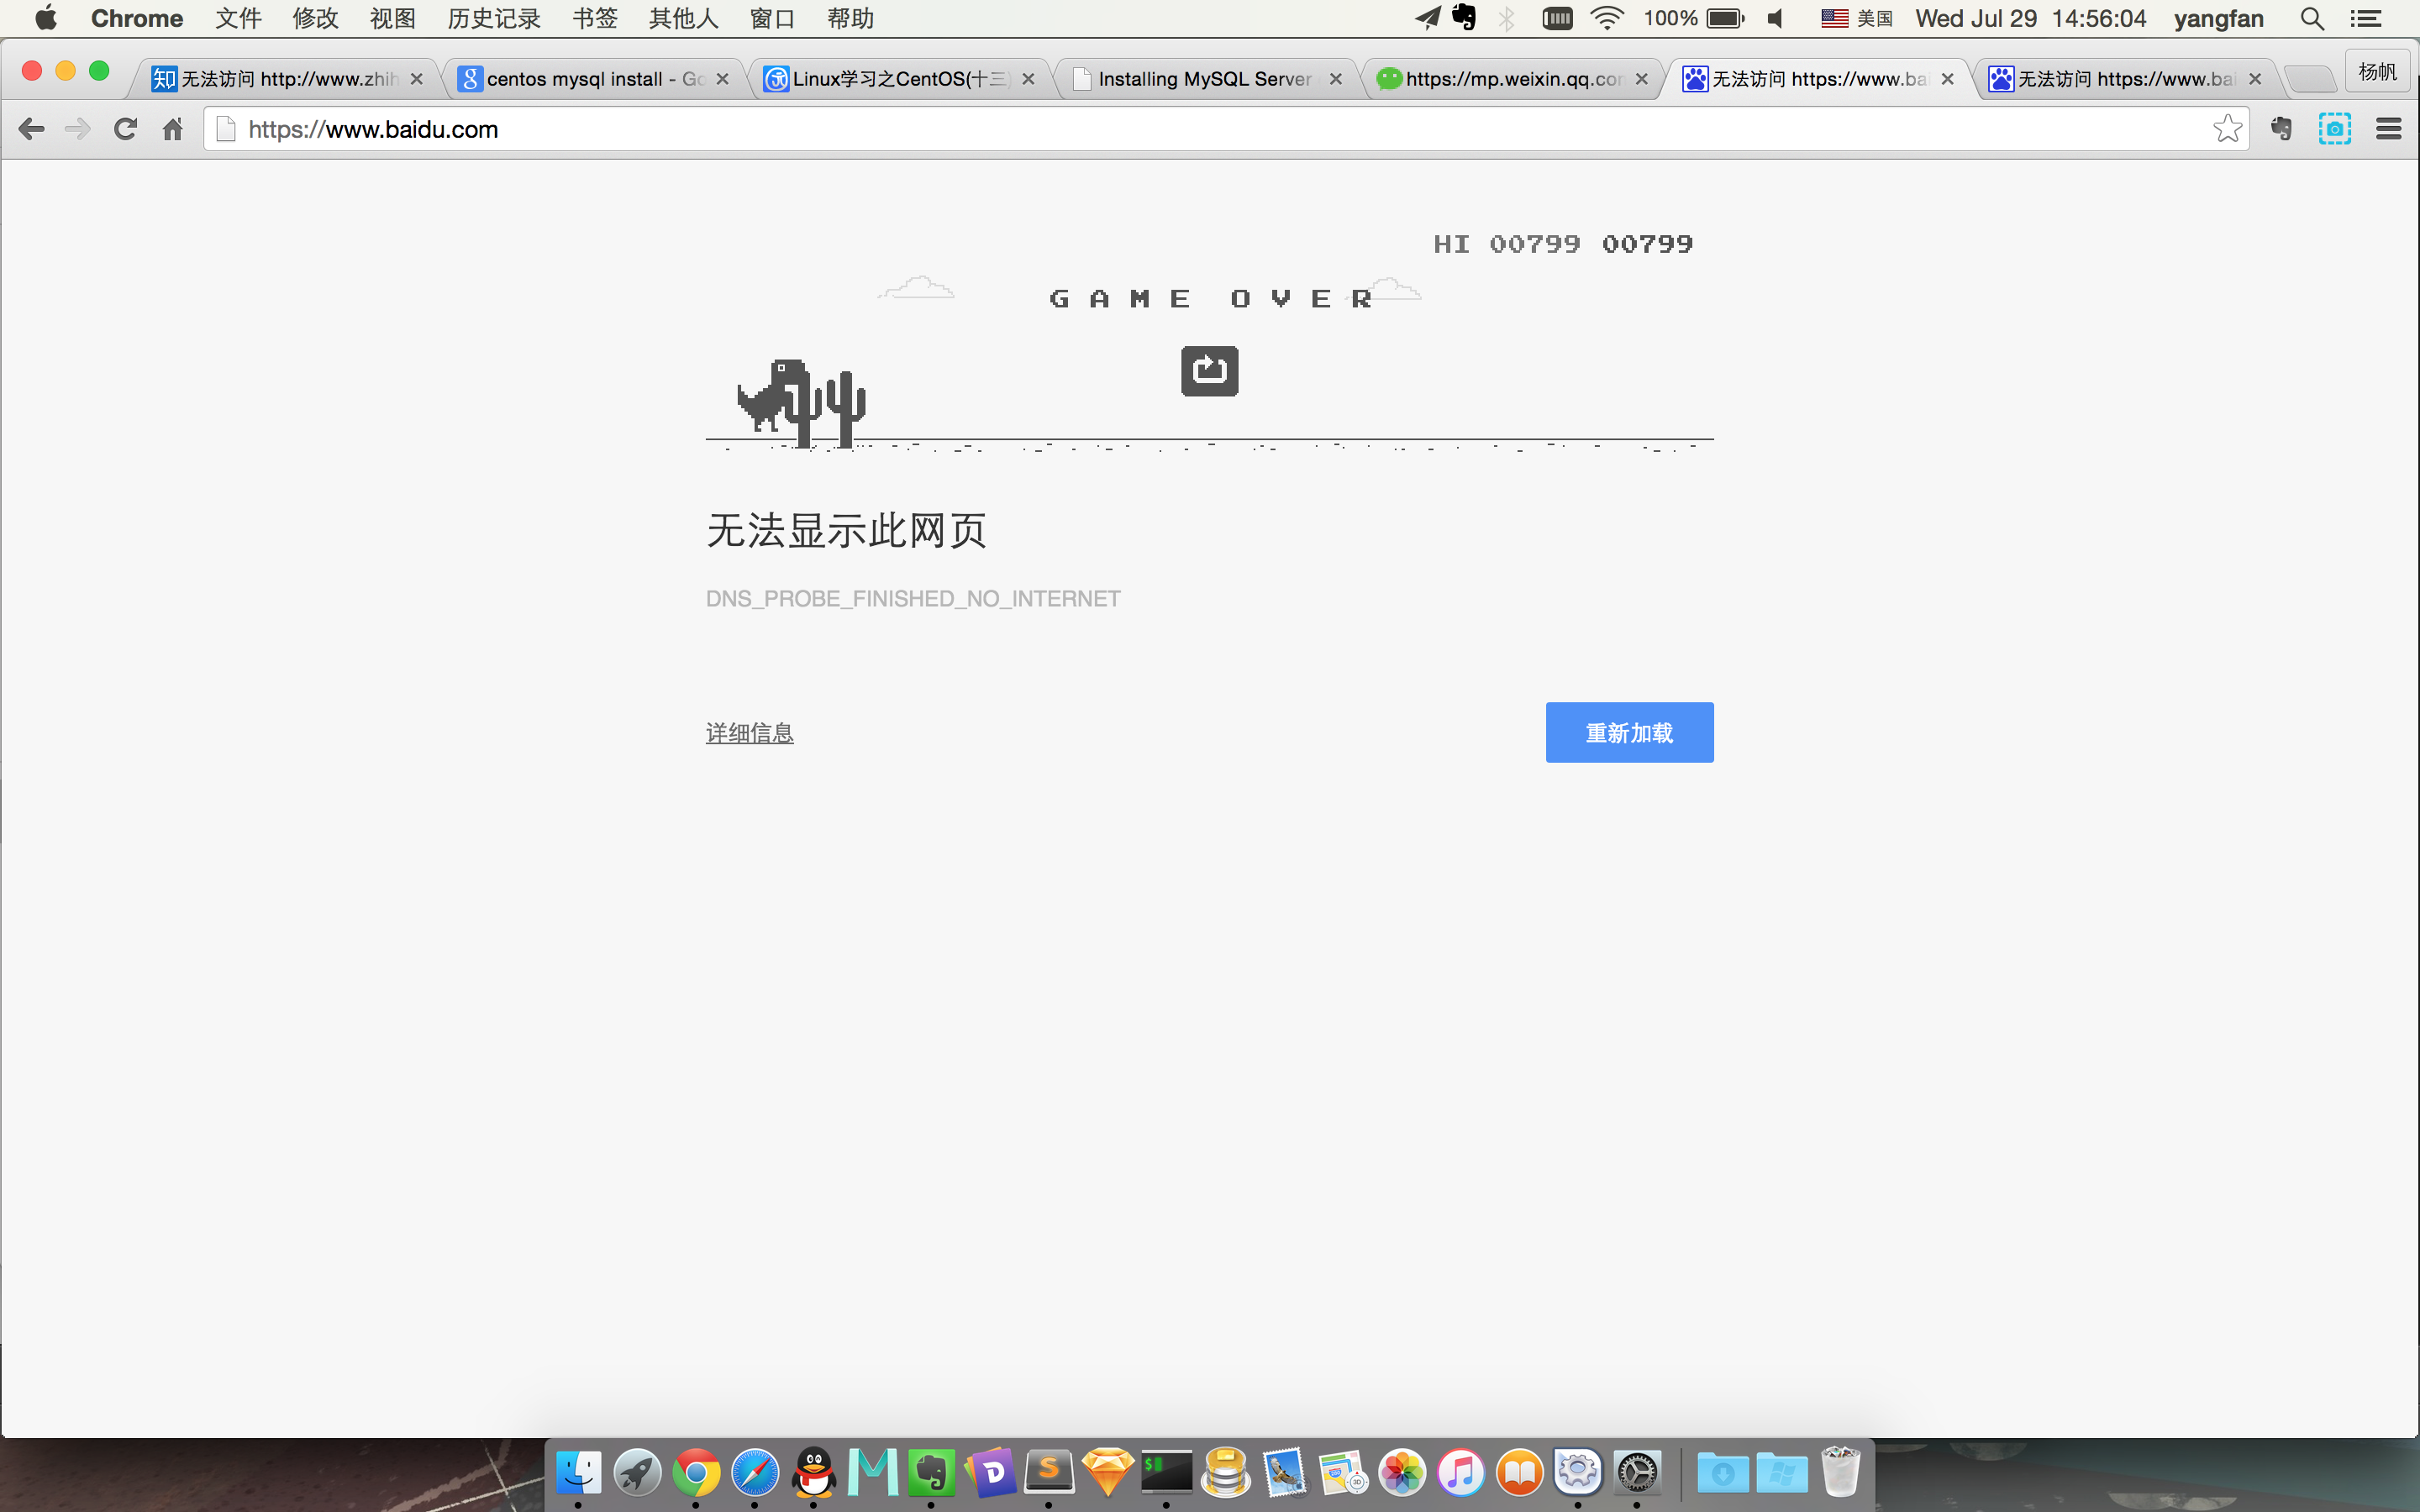 Chrome 文件 修改 视图 历史记录 书签 其他人 窗口 帮助 100% 美国 Wed Jul 29 14:56:04 yangfan
无法访问 http://www.zhih centos mysql install - Go Linux学习之CentOS(十三) Installing MySQL Server https://mp.weixin.qq.com 无法访问 https://www.bai 无法访问 https://www.bai 杨帆
https://www.baidu.com
HI 00799 00799
GAME OVER
无法显示此网页
DNS_PROBE_FINISHED_NO_INTERNET
详细信息 重新加载